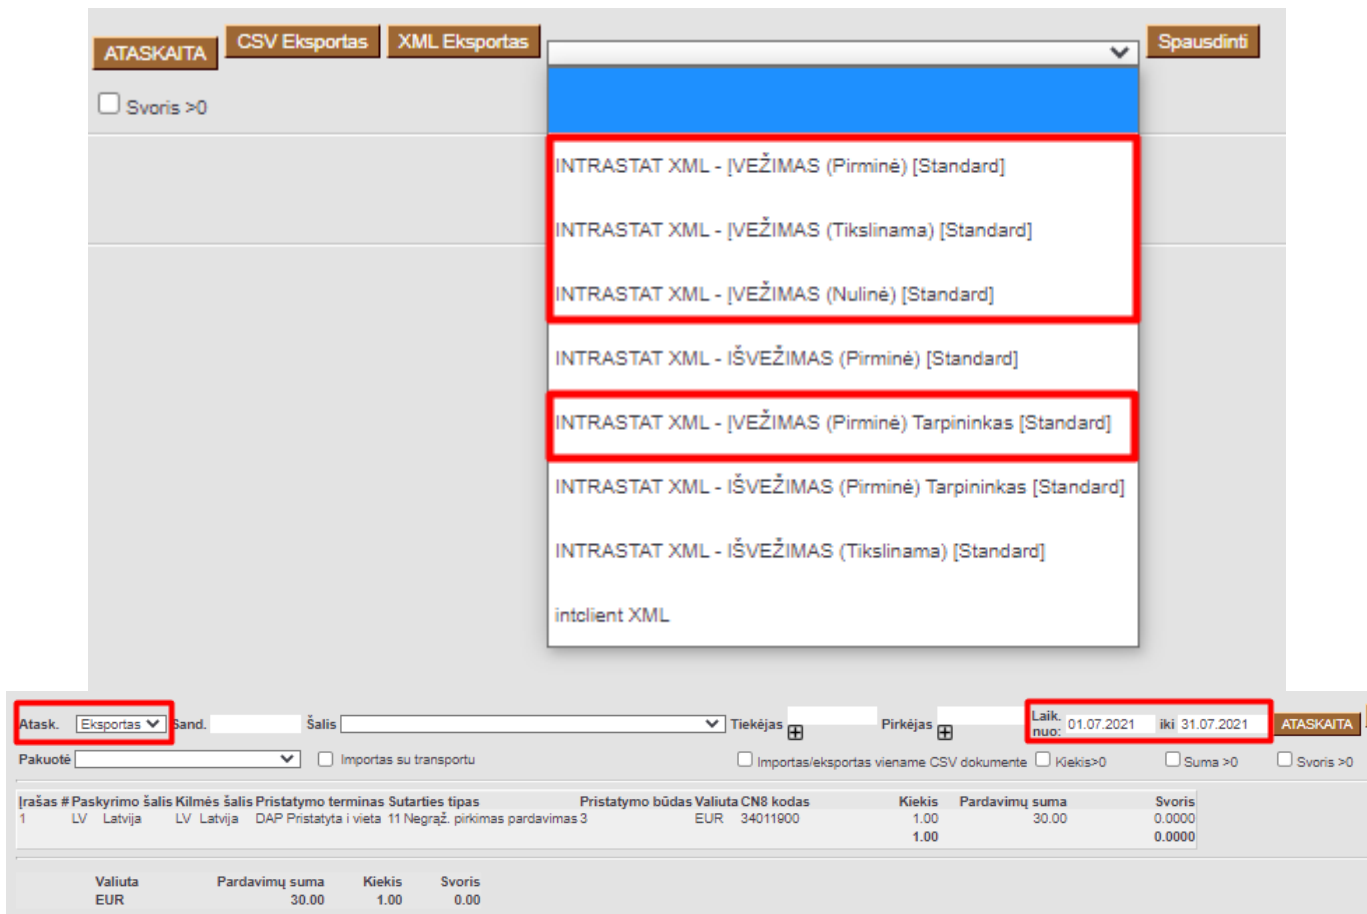 ATASKAITA CSV Eksportas XML Eksportas Spausdinti
Svoris >0
INTRASTAT XML - ĮVEŽIMAS (Pirminė) [Standard]
INTRASTAT XML - ĮVEŽIMAS (Tikslinama) [Standard]
INTRASTAT XML - ĮVEŽIMAS (Nulinė) [Standard]
INTRASTAT XML - IŠVEŽIMAS (Pirminė) [Standard]
INTRASTAT XML - ĮVEŽIMAS (Pirminė) Tarpininkas [Standard]
INTRASTAT XML - IŠVEŽIMAS (Pirminė) Tarpininkas [Standard]
INTRASTAT XML - IŠVEŽIMAS (Tikslinama) [Standard]
intclient XML
Atask. Eksportas Sand. Šalis Tiekėjas Pirkėjas Laik. nuo: 01.07.2021 iki 31.07.2021 ATASKAITA
Pakuotė Importas su transportu Importas/eksportas viename CSV dokumente Kiekis>0 Suma >0 Svoris >0
Įrašas # Paskyrimo šalis Kilmės šalis Pristatymo terminas Sutarties tipas Pristatymo būdas Valiuta CN8 kodas Kiekis Pardavimų suma Svoris
1 LV Latvija LV Latvija DAP Pristatyta i vieta 11 Negrąž. pirkimas pardavimas 3 EUR 34011900 1.00 30.00 0.0000
1.00 0.0000
Valiuta Pardavimų suma Kiekis Svoris
EUR 30.00 1.00 0.00